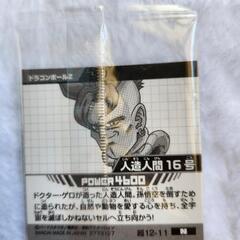 ドラゴンボールZ
人造人間16号
POWER4600
ドクター・ゲロが造った人造人間。孫悟空を倒すため
に造られたが、自然や動物を愛する心を持ち、全宇
宙を滅ぼしかねないセルへ立ち向かう!
超12-11 N